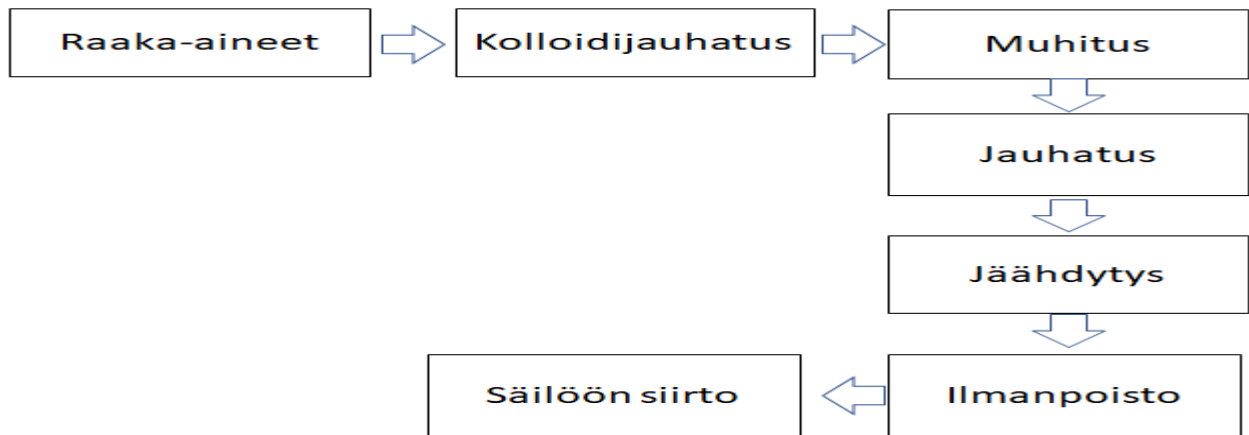 Raaka-aineet
Kolloidijauhatus
Muhitus
Jauhatus
Jäähdytys
Ilmanpoisto
Säilöön siirto